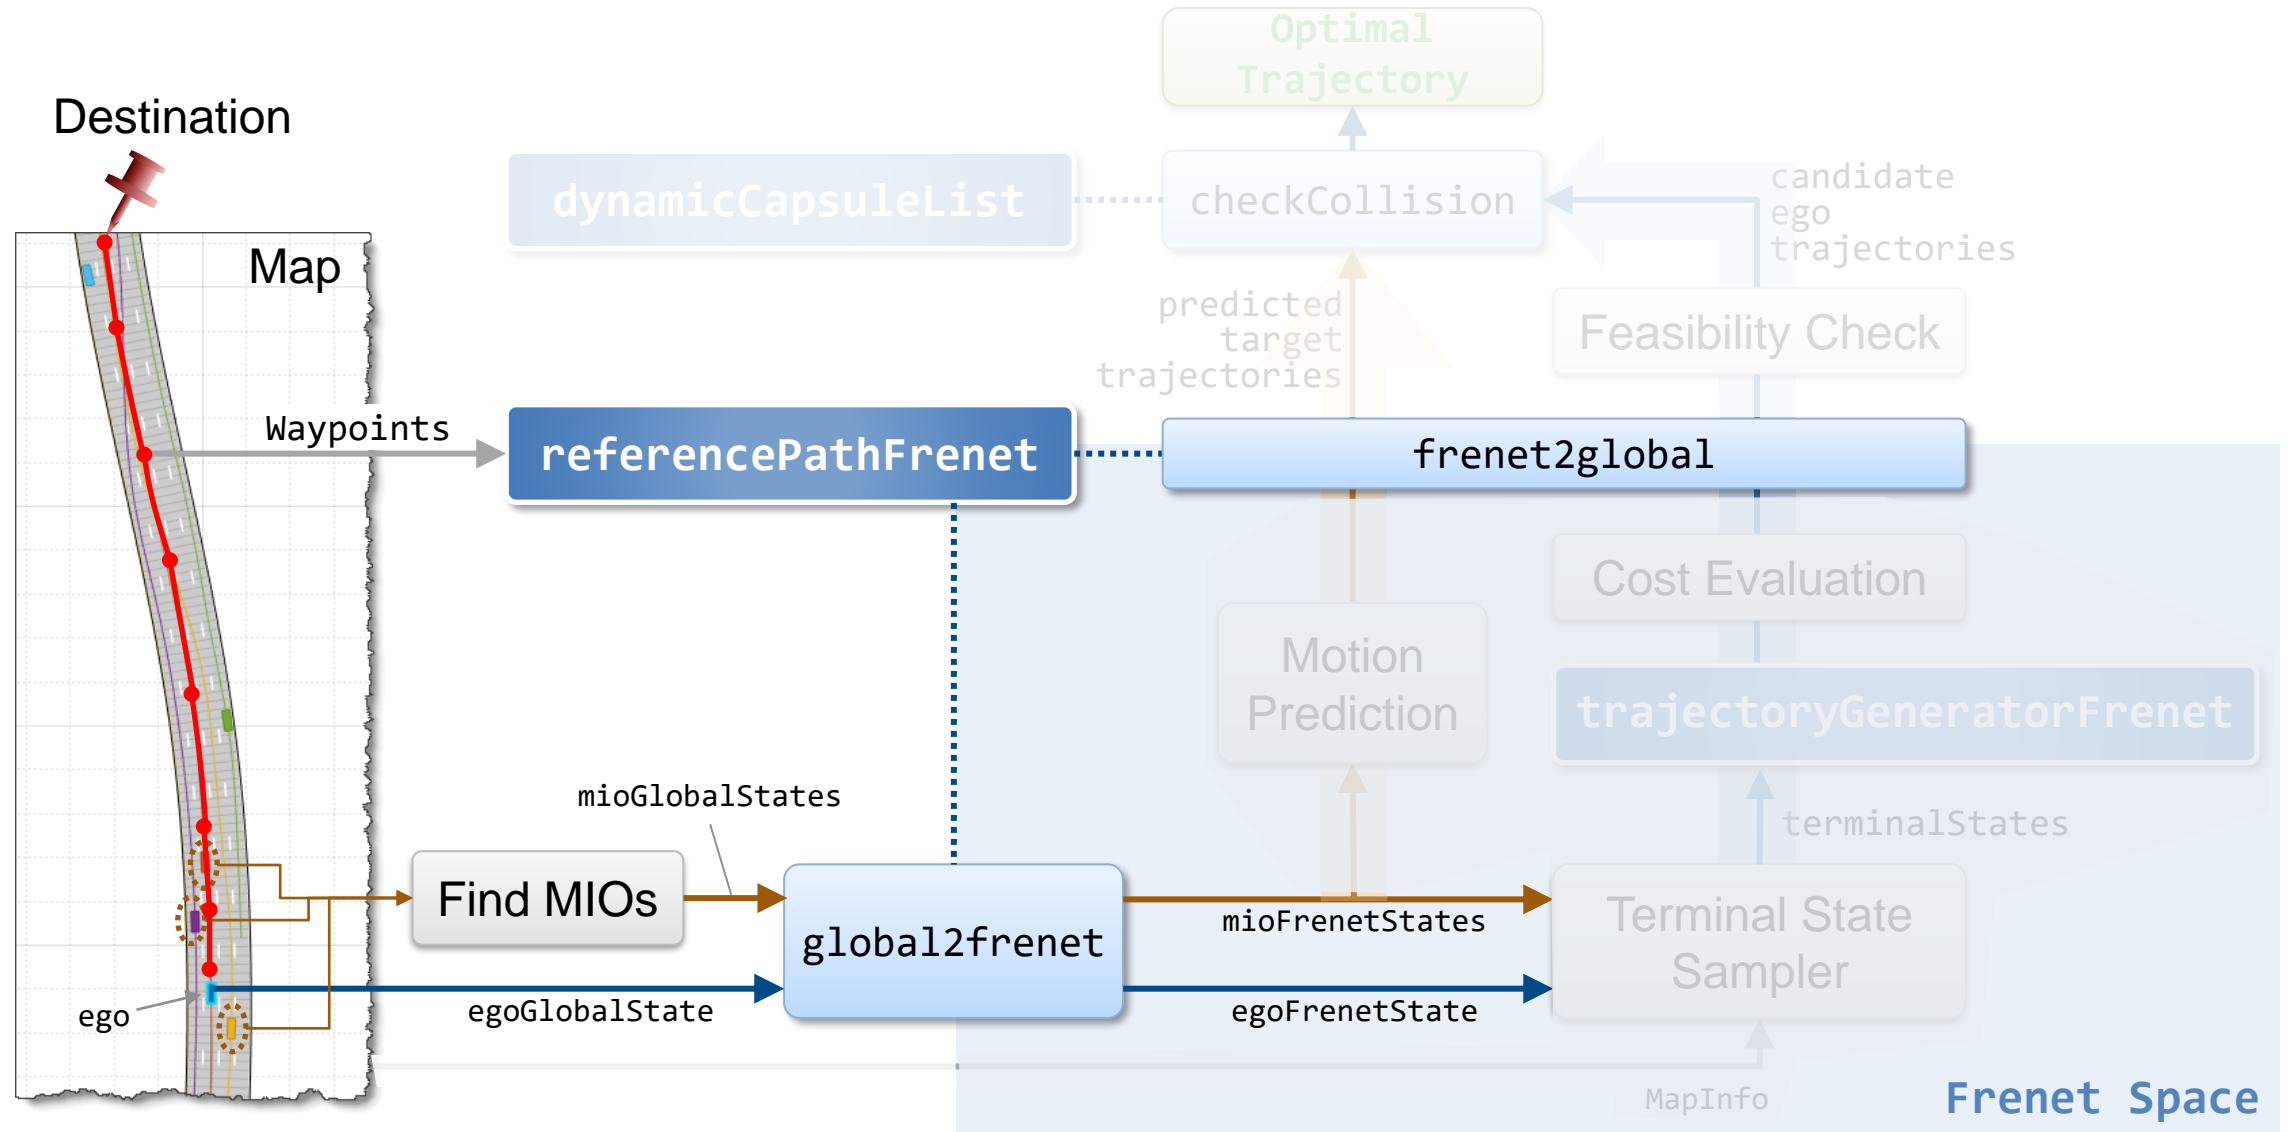 Optimal
Trajectory
Destination
dynamicCapsuleList
checkCollision
candidate
ego
trajectories
Map
predicted
target
trajectories
Feasibility Check
Waypoints
referencePathFrenet
frenet2global
Cost Evaluation
Motion
Prediction
trajectoryGeneratorFrenet
mioGlobalStates
terminalStates
Find MIOs
global2frenet
mioFrenetStates
Terminal State
Sampler
ego
egoGlobalState
egoFrenetState
MapInfo
Frenet Space